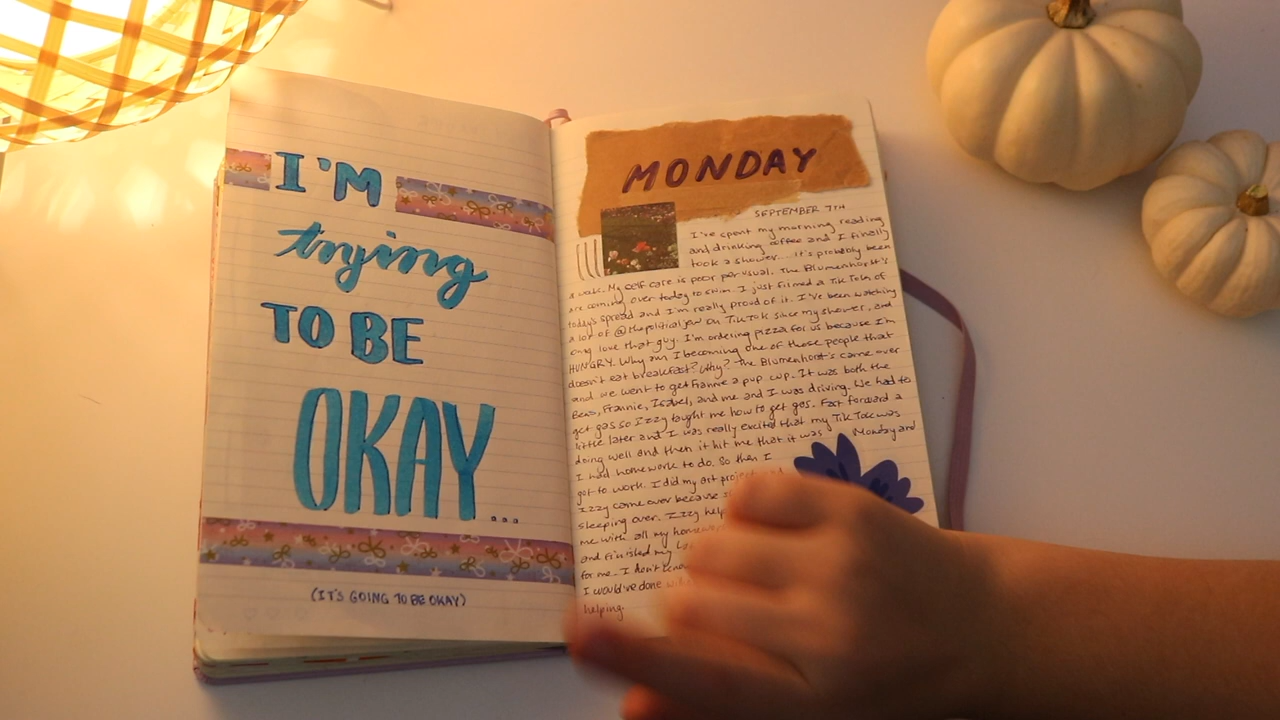 I'M
trying
TO BE
OKAY...
(IT'S GOING TO BE OKAY)
MONDAY
SEPTEMBER 7TH
I've spent my morning reading
and drinking coffee and I finally
took a shower... it's probably been
a week. My self care is poor per usual. The Blumenhorst's
are coming over today to swim. I just filmed a TikTok of
today's spread and I'm really proud of it. I've been watching
a lot of @thepoliticaljew on TikTok since my shower, and
omg love that guy. I'm ordering pizza for us because I'm
HUNGRY. Why am I becoming one of those people that
doesn't eat breakfast? Why? The Blumenhorst's came over
and we went to get Frannie a pup cup. It was both the
Beas, Frannie, Isabel, and me and I was driving. We had to
get gas so Izzy taught me how to get gas. Fast forward a
little later and I was really excited that my TikTok was
doing well and then it hit me that it was Monday and
I had homework to do. So then I
got to work. I did my art project and
Izzy came over because
sleeping over. Izzy help
me with all my homework
and finished my
for me. I don't know
I would've done
helping.